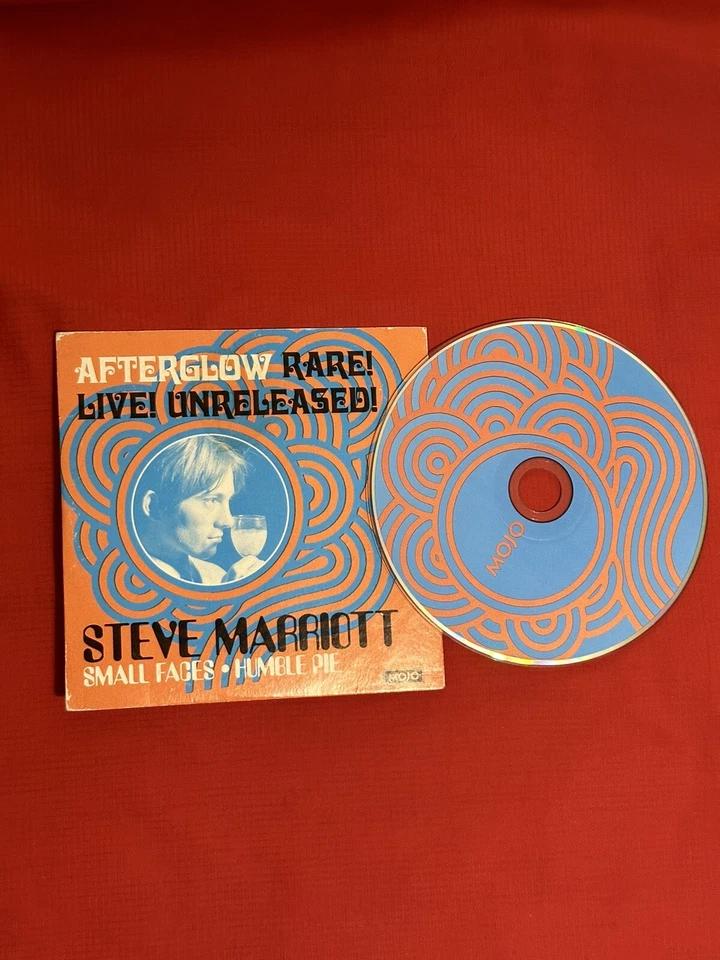 AFTERGLOW RARE!
LIVE! UNRELEASED!
STEVE MARRIOTT
SMALL FACES • HUMBLE PIE
MOJO
MOJO